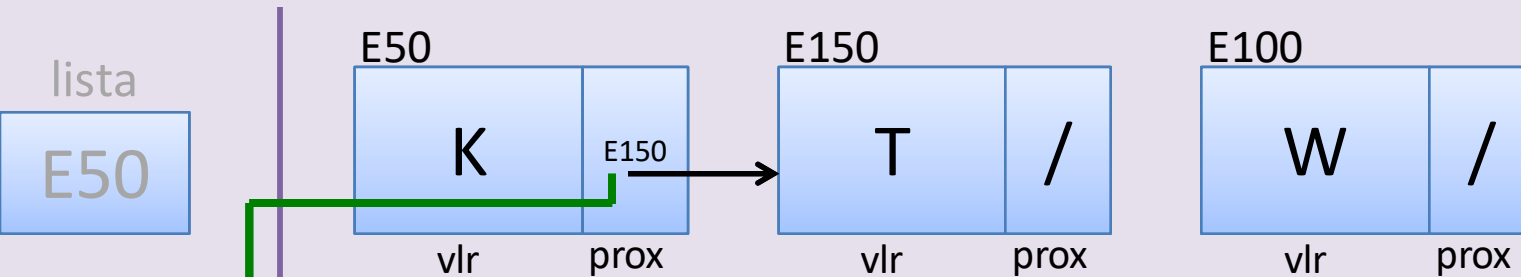 E50 E150 E100
lista
E50 K E150 T / W /
vlr prox vlr prox vlr prox